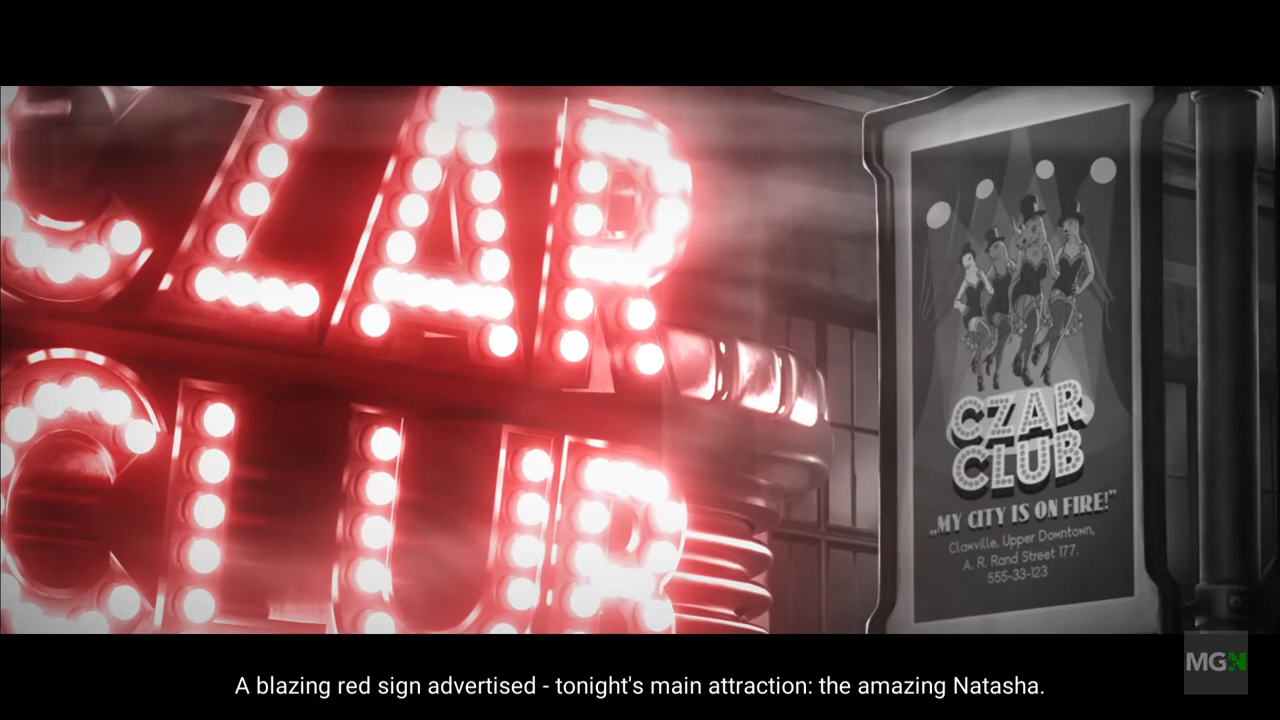 CZAR
CLUB
CZAR
CLUB
„MY CITY IS ON FIRE!”
Clawville, Upper Downtown,
A. R. Rand Street 177.
555-33-123
MGN
A blazing red sign advertised - tonight's main attraction: the amazing Natasha.